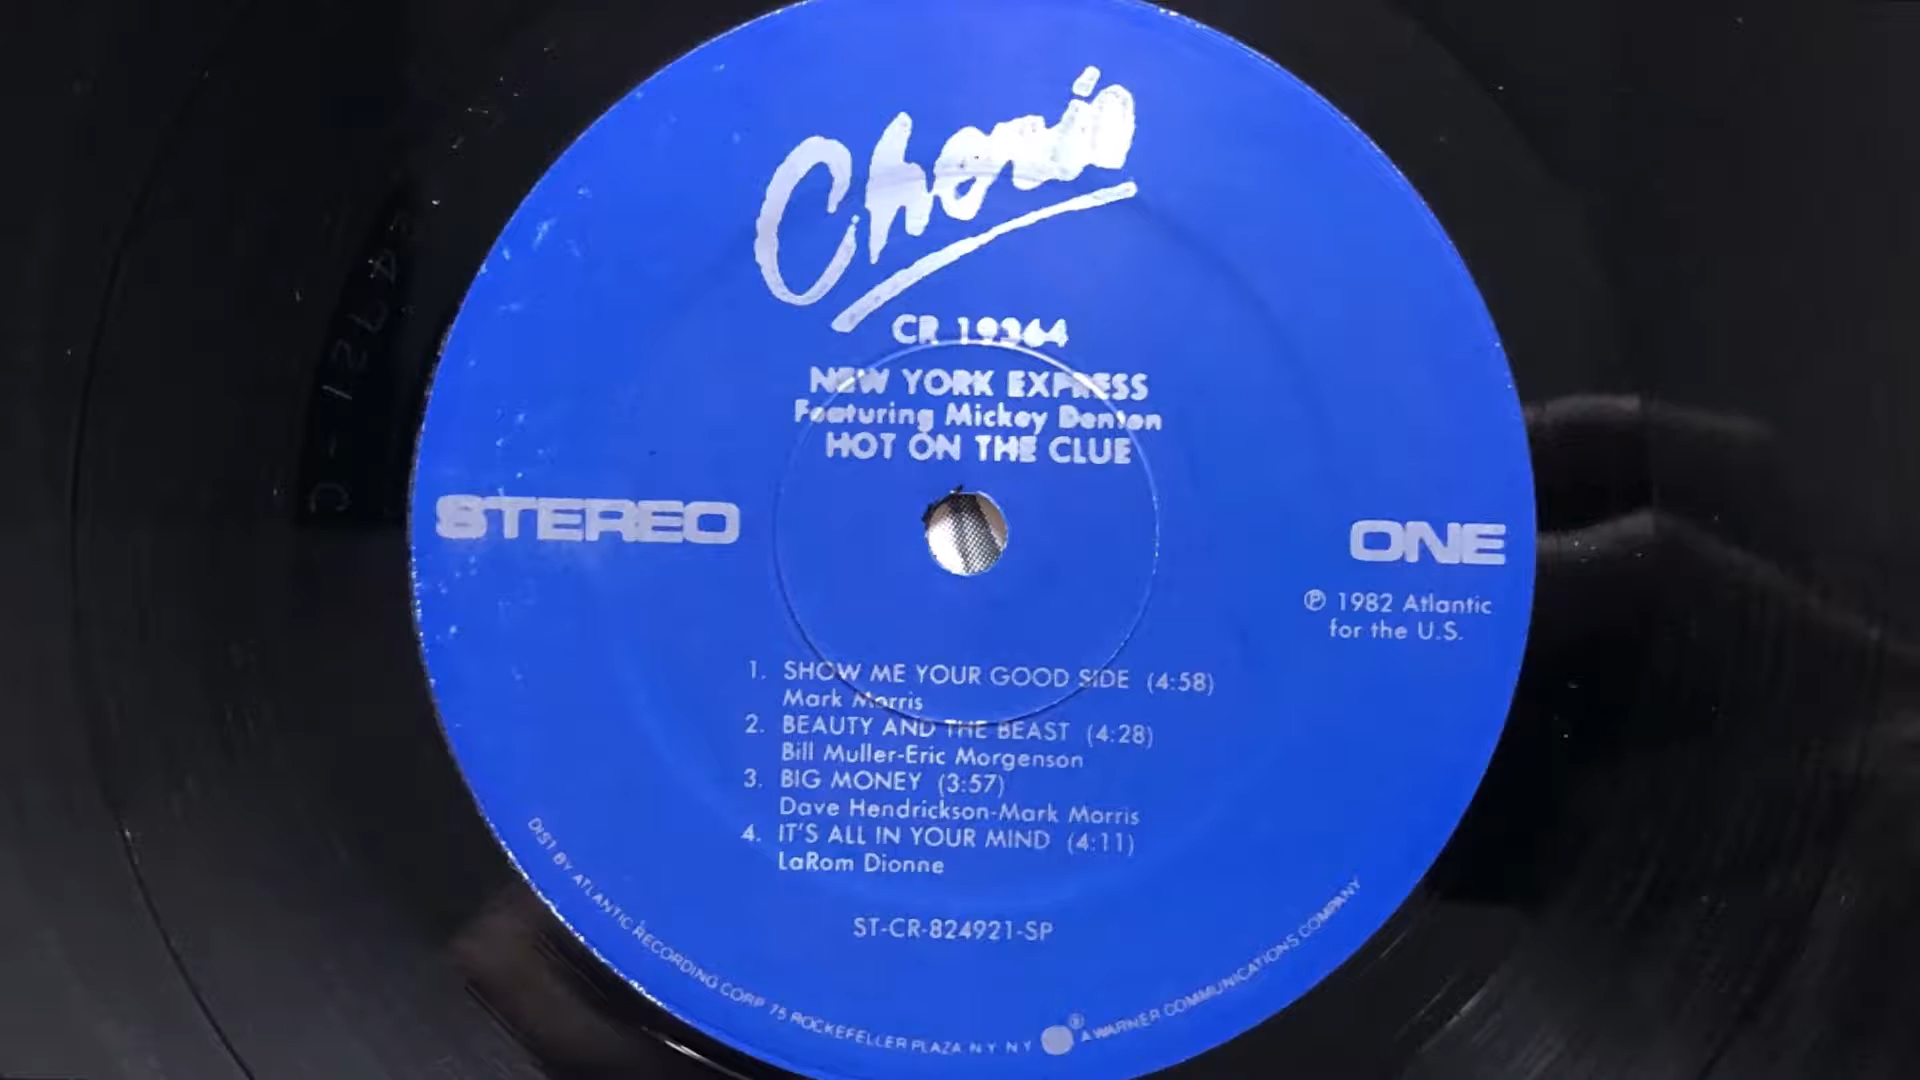 Choris
CR 19364
NEW YORK EXPRESS
Featuring Mickey Denton
HOT ON THE CLUE
STEREO
ONE
℗ 1982 Atlantic
for the U.S.
1. SHOW ME YOUR GOOD SIDE (4:58)
Mark Morris
2. BEAUTY AND THE BEAST (4:28)
Bill Muller-Eric Morgenson
3. BIG MONEY (3:57)
Dave Hendrickson-Mark Morris
4. IT'S ALL IN YOUR MIND (4:11)
LaRom Dionne
ST-CR-824921-SP
DIST BY ATLANTIC RECORDING CORP 75 ROCKEFELLER PLAZA N Y N Y ® A WARNER COMMUNICATIONS COMPANY